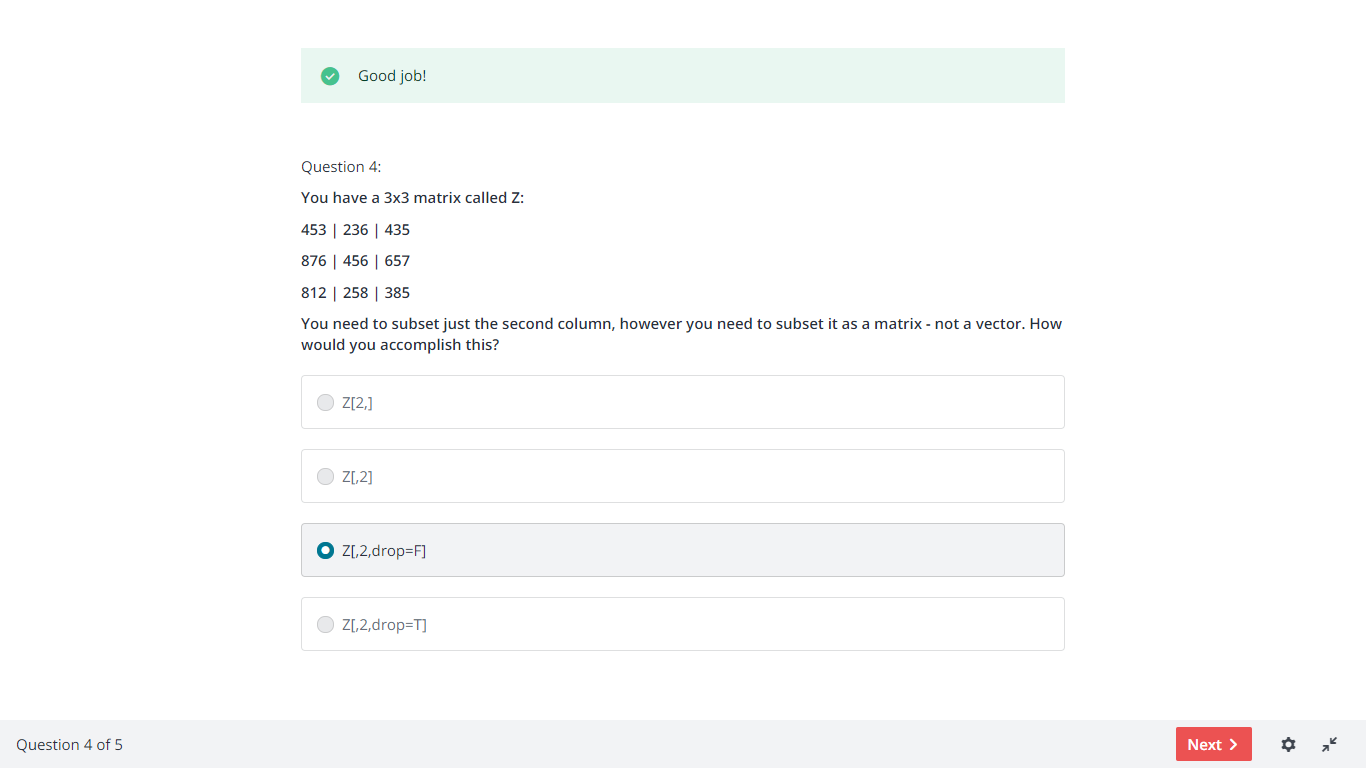 Good job!
Question 4:
You have a 3x3 matrix called Z:
453 | 236 | 435
876 | 456 | 657
812 | 258 | 385
You need to subset just the second column, however you need to subset it as a matrix - not a vector. How
would you accomplish this?
Z[2,]
Z[,2]
Z[,2,drop=F]
Z[,2,drop=T]
Question 4 of 5
Next